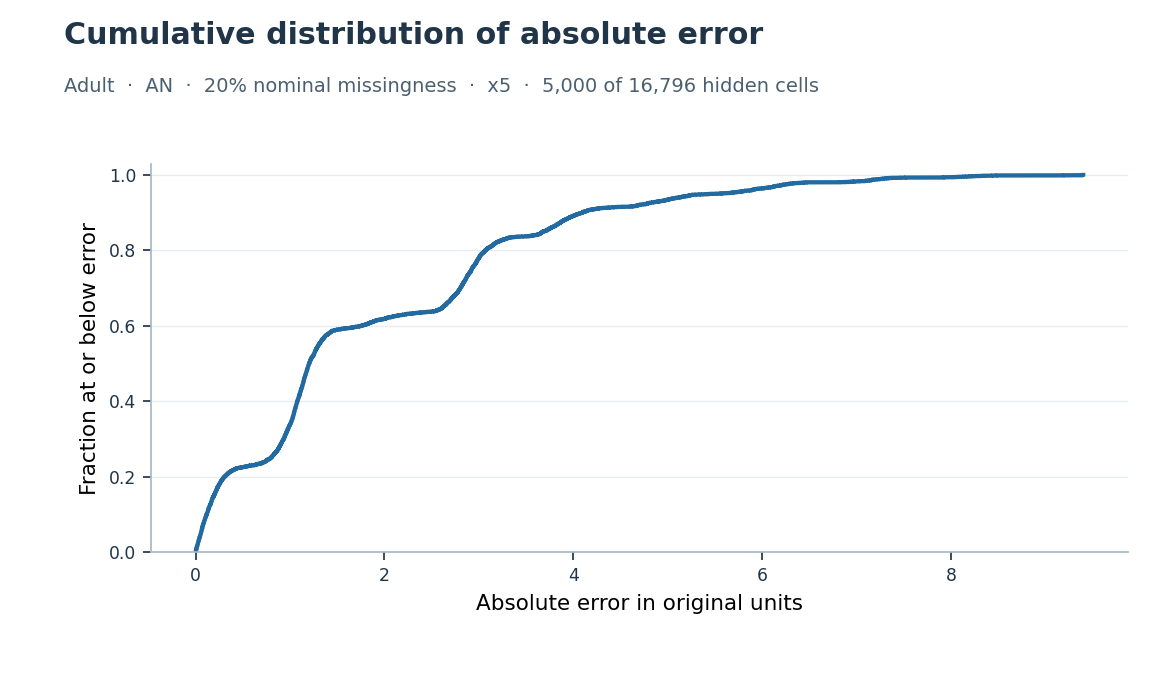 Cumulative distribution of absolute error
Adult · AN · 20% nominal missingness · x5 · 5,000 of 16,796 hidden cells
Fraction at or below error
1.0
0.8
0.6
0.4
0.2
0.0
0 2 4 6 8
Absolute error in original units